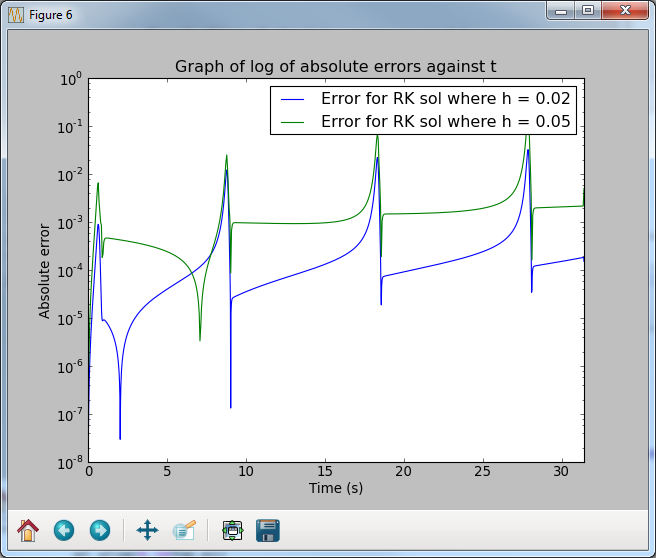 Figure 6
Graph of log of absolute errors against t
Error for RK sol where h = 0.02
Error for RK sol where h = 0.05
Absolute error
10^0
10^-1
10^-2
10^-3
10^-4
10^-5
10^-6
10^-7
10^-8
0 5 10 15 20 25 30
Time (s)